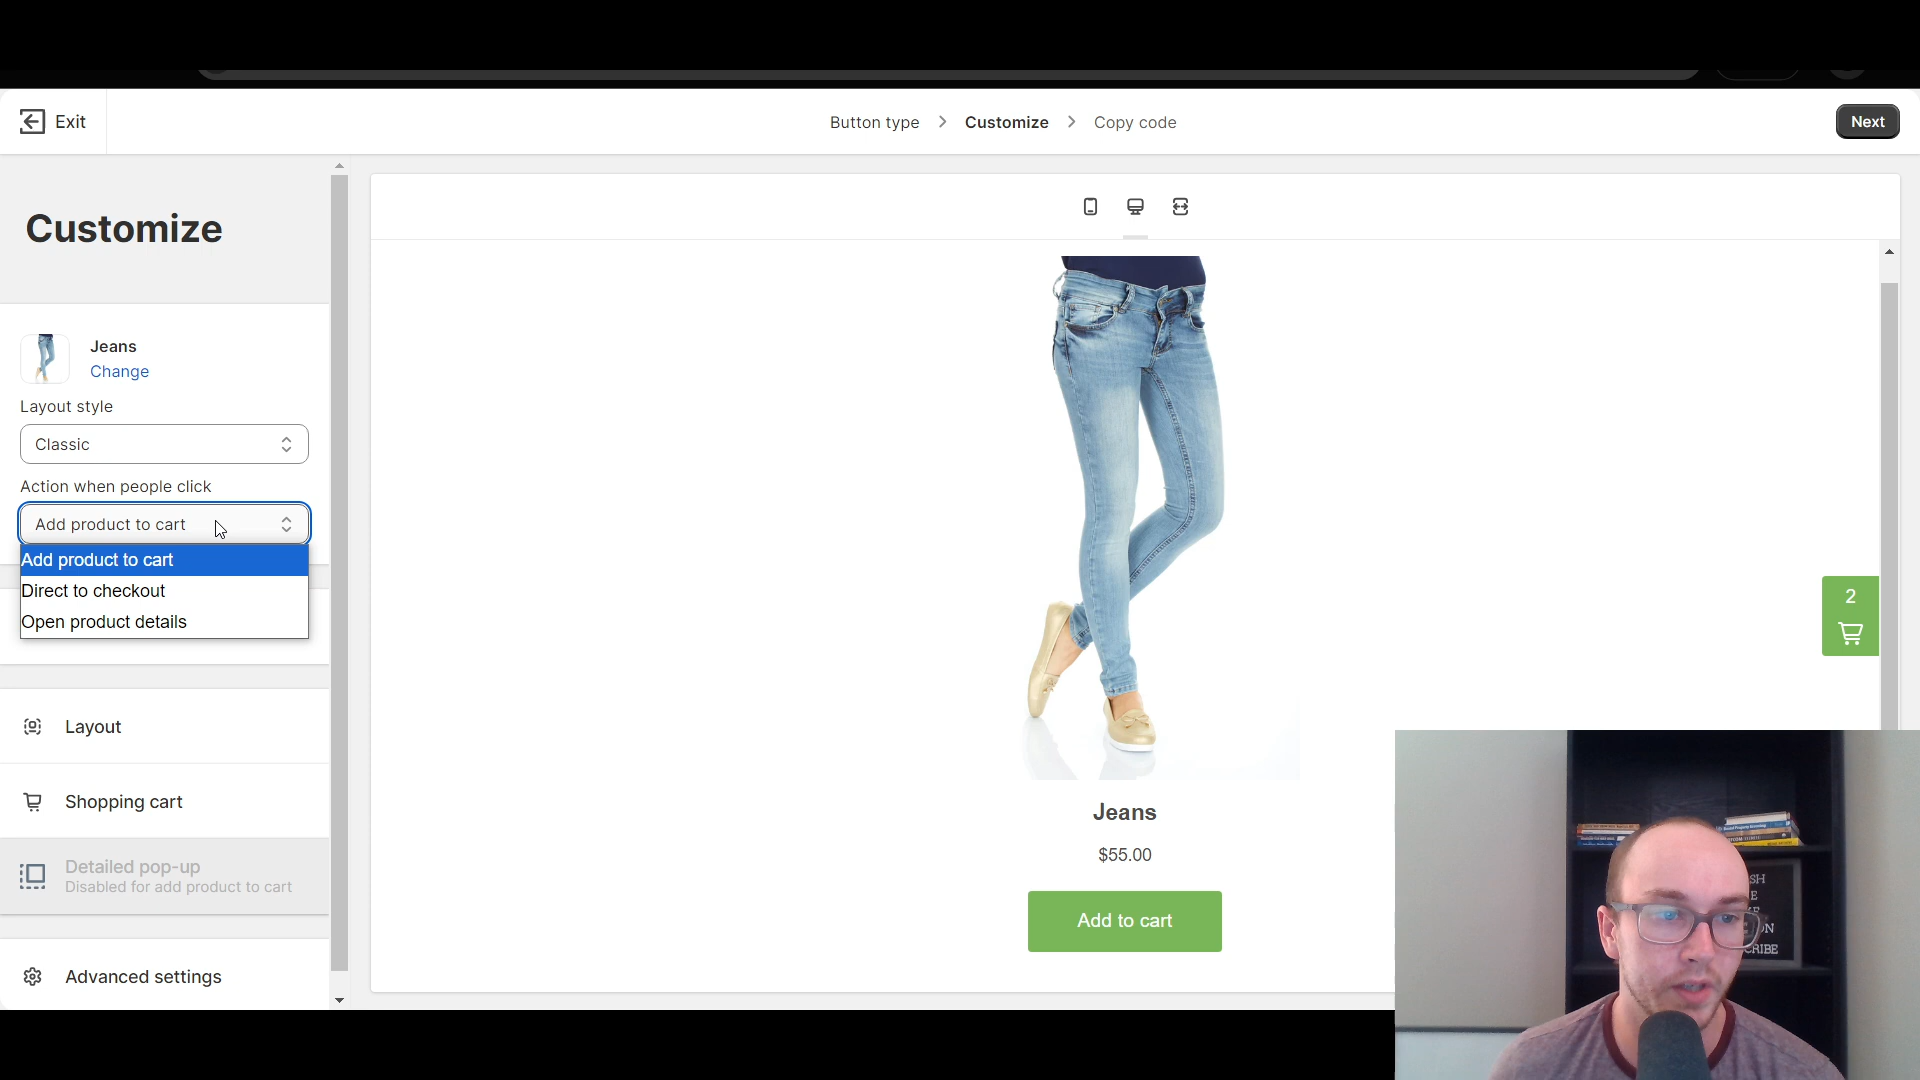 Exit
Button type > Customize > Copy code
Next
Customize
Jeans
Change
Layout style
Classic
Action when people click
Add product to cart
Add product to cart
Direct to checkout
Open product details
Layout
Shopping cart
Detailed pop-up
Disabled for add product to cart
Advanced settings
2
Jeans
$55.00
Add to cart